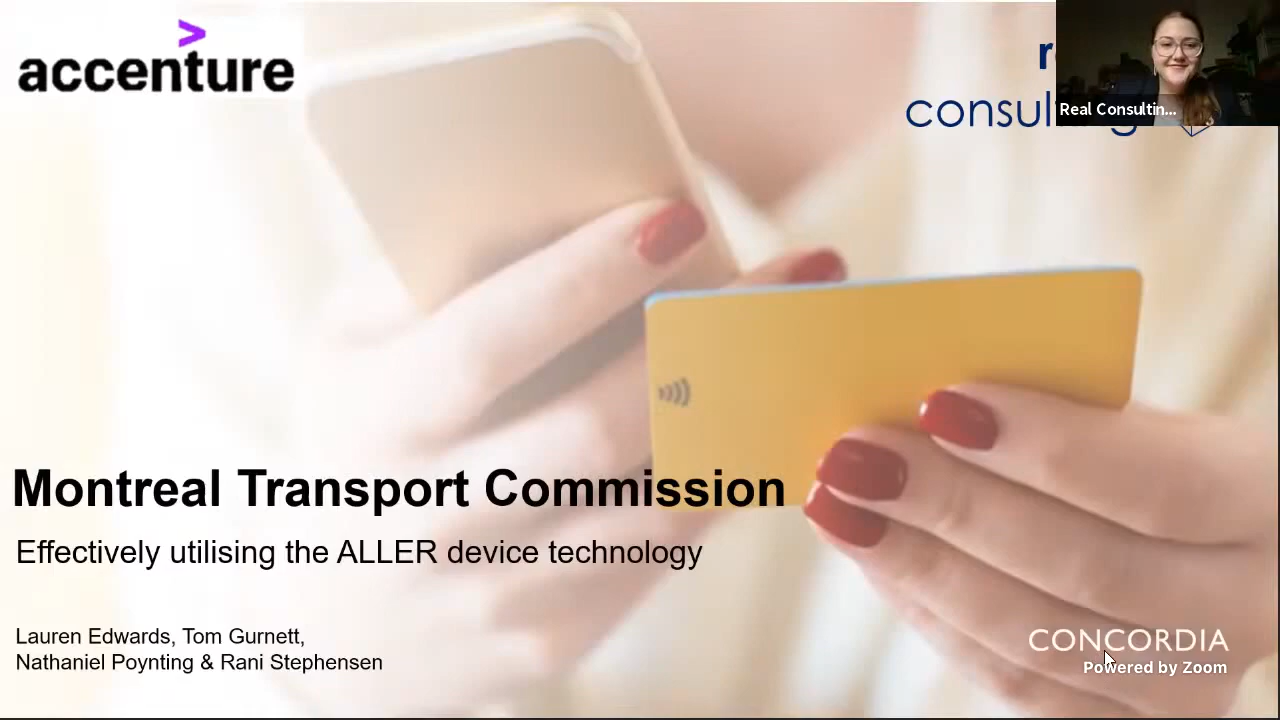 accenture
Real Consultin...
Montreal Transport Commission
Effectively utilising the ALLER device technology
Lauren Edwards, Tom Gurnett,
Nathaniel Poynting & Rani Stephensen
CONCORDIA
Powered by Zoom